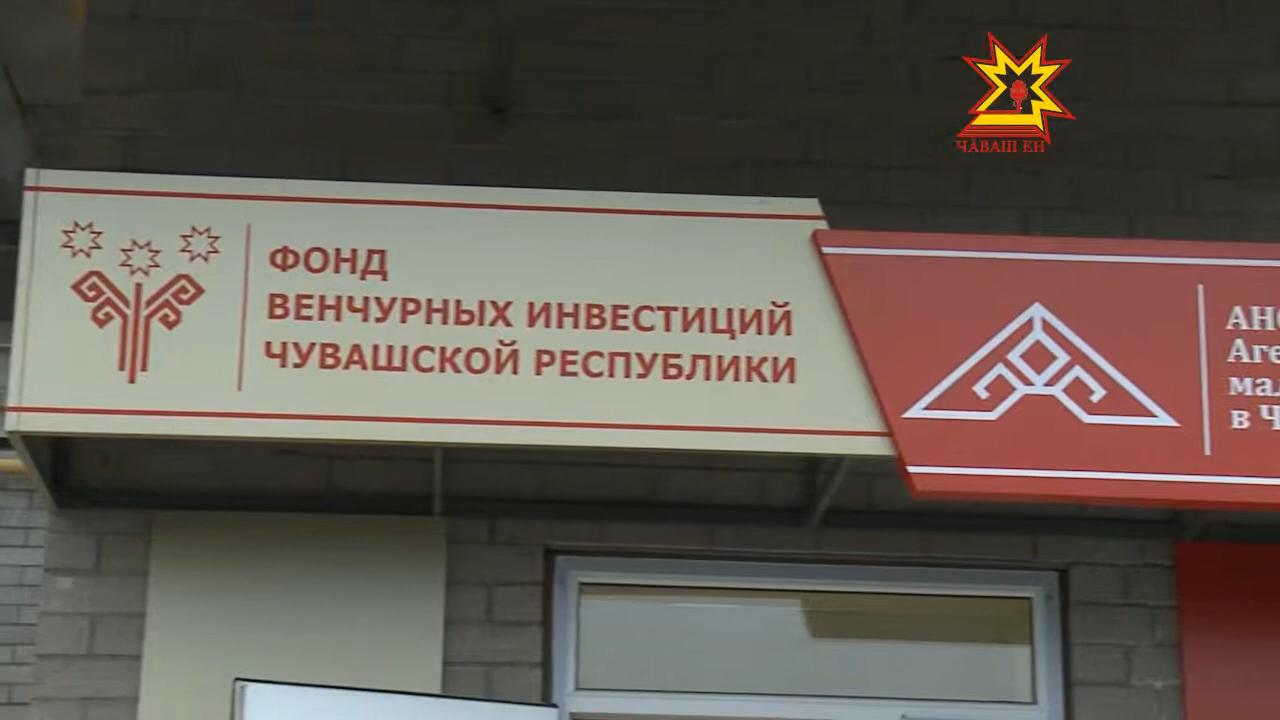 ЧӐВАШ ЕН
ФОНД
ВЕНЧУРНЫХ ИНВЕСТИЦИЙ
ЧУВАШСКОЙ РЕСПУБЛИКИ
в